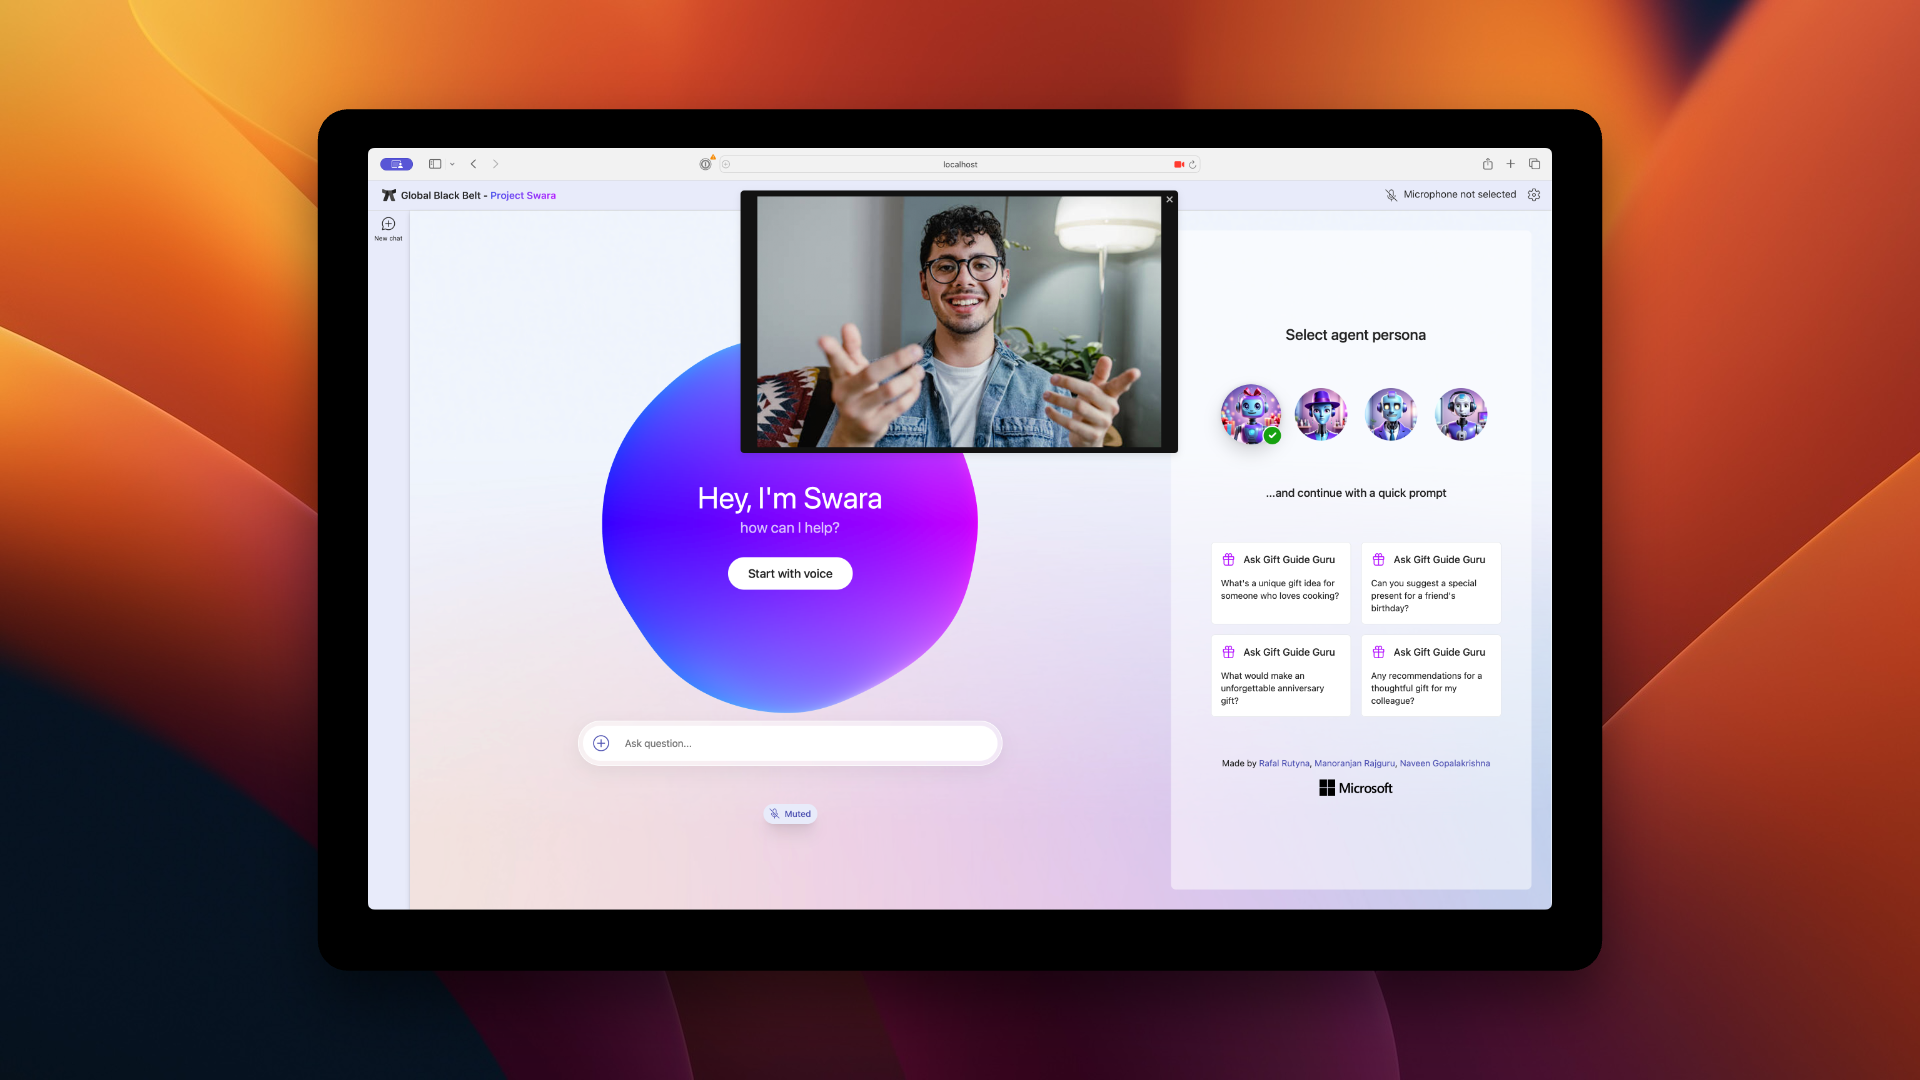 localhost
Global Black Belt - Project Swara
Microphone not selected
New chat
Hey, I'm Swara
how can I help?
Start with voice
Ask question...
Muted
Select agent persona
...and continue with a quick prompt
Ask Gift Guide Guru
What's a unique gift idea for
someone who loves cooking?
Ask Gift Guide Guru
Can you suggest a special
present for a friend's
birthday?
Ask Gift Guide Guru
What would make an
unforgettable anniversary
gift?
Ask Gift Guide Guru
Any recommendations for a
thoughtful gift for my
colleague?
Made by Rafal Rutyna, Manoranjan Rajguru, Naveen Gopalakrishna
Microsoft